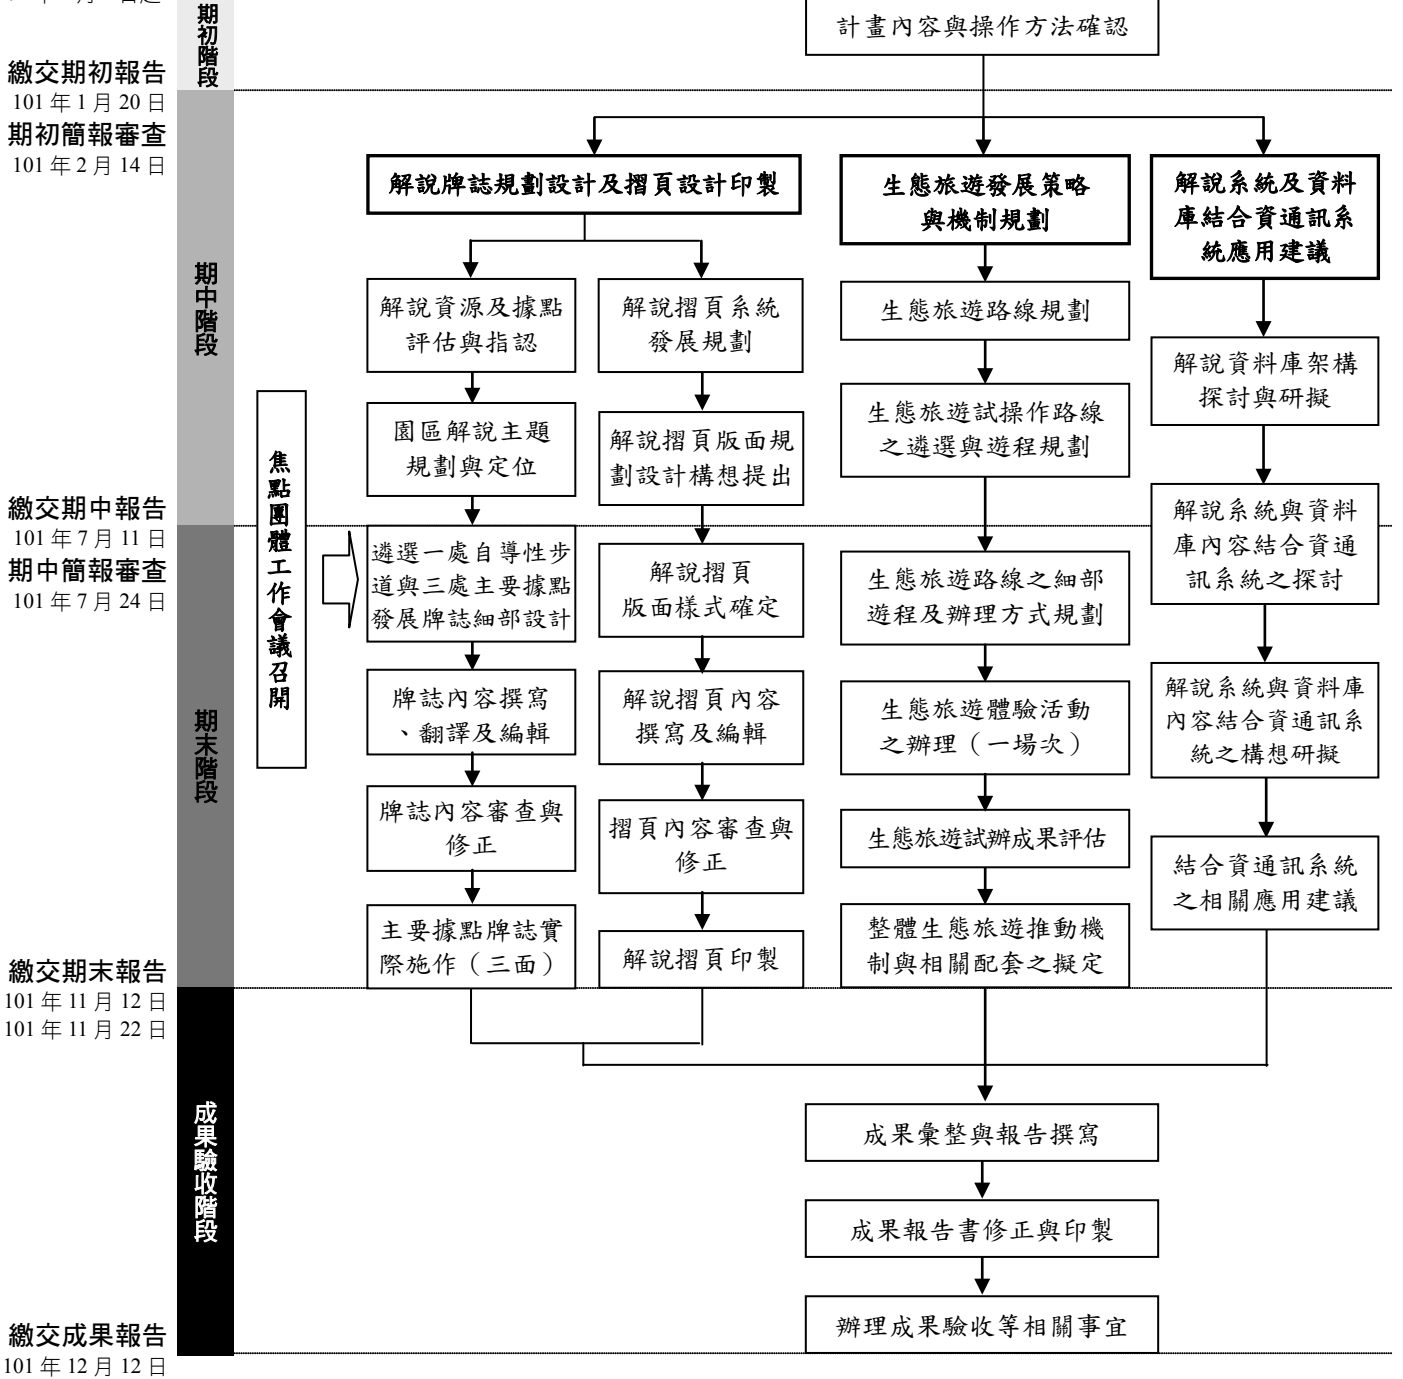 期初階段
計畫內容與操作方法確認
繳交期初報告
101 年 1 月 20 日
期初簡報審查
101 年 2 月 14 日
解說牌誌規劃設計及摺頁設計印製
生態旅遊發展策略
與機制規劃
解說系統及資料
庫結合資通訊系
統應用建議
期中階段
解說資源及據點
評估與指認
解說摺頁系統
發展規劃
生態旅遊路線規劃
解說資料庫架構
探討與研擬
園區解說主題
規劃與定位
解說摺頁版面規
劃設計構想提出
生態旅遊試操作路線
之遴選與遊程規劃
焦點團體工作會議召開
解說系統與資料
庫內容結合資通
訊系統之探討
繳交期中報告
101 年 7 月 11 日
期中簡報審查
101 年 7 月 24 日
遴選一處自導性步
道與三處主要據點
發展牌誌細部設計
解說摺頁
版面樣式確定
生態旅遊路線之細部
遊程及辦理方式規劃
期末階段
牌誌內容撰寫
、翻譯及編輯
解說摺頁內容
撰寫及編輯
生態旅遊體驗活動
之辦理（一場次）
解說系統與資料庫
內容結合資通訊系
統之構想研擬
牌誌內容審查與
修正
摺頁內容審查與
修正
生態旅遊試辦成果評估
結合資通訊系統
之相關應用建議
主要據點牌誌實
際施作（三面）
解說摺頁印製
整體生態旅遊推動機
制與相關配套之擬定
繳交期末報告
101 年 11 月 12 日
101 年 11 月 22 日
成果驗收階段
成果彙整與報告撰寫
成果報告書修正與印製
辦理成果驗收等相關事宜
繳交成果報告
101 年 12 月 12 日